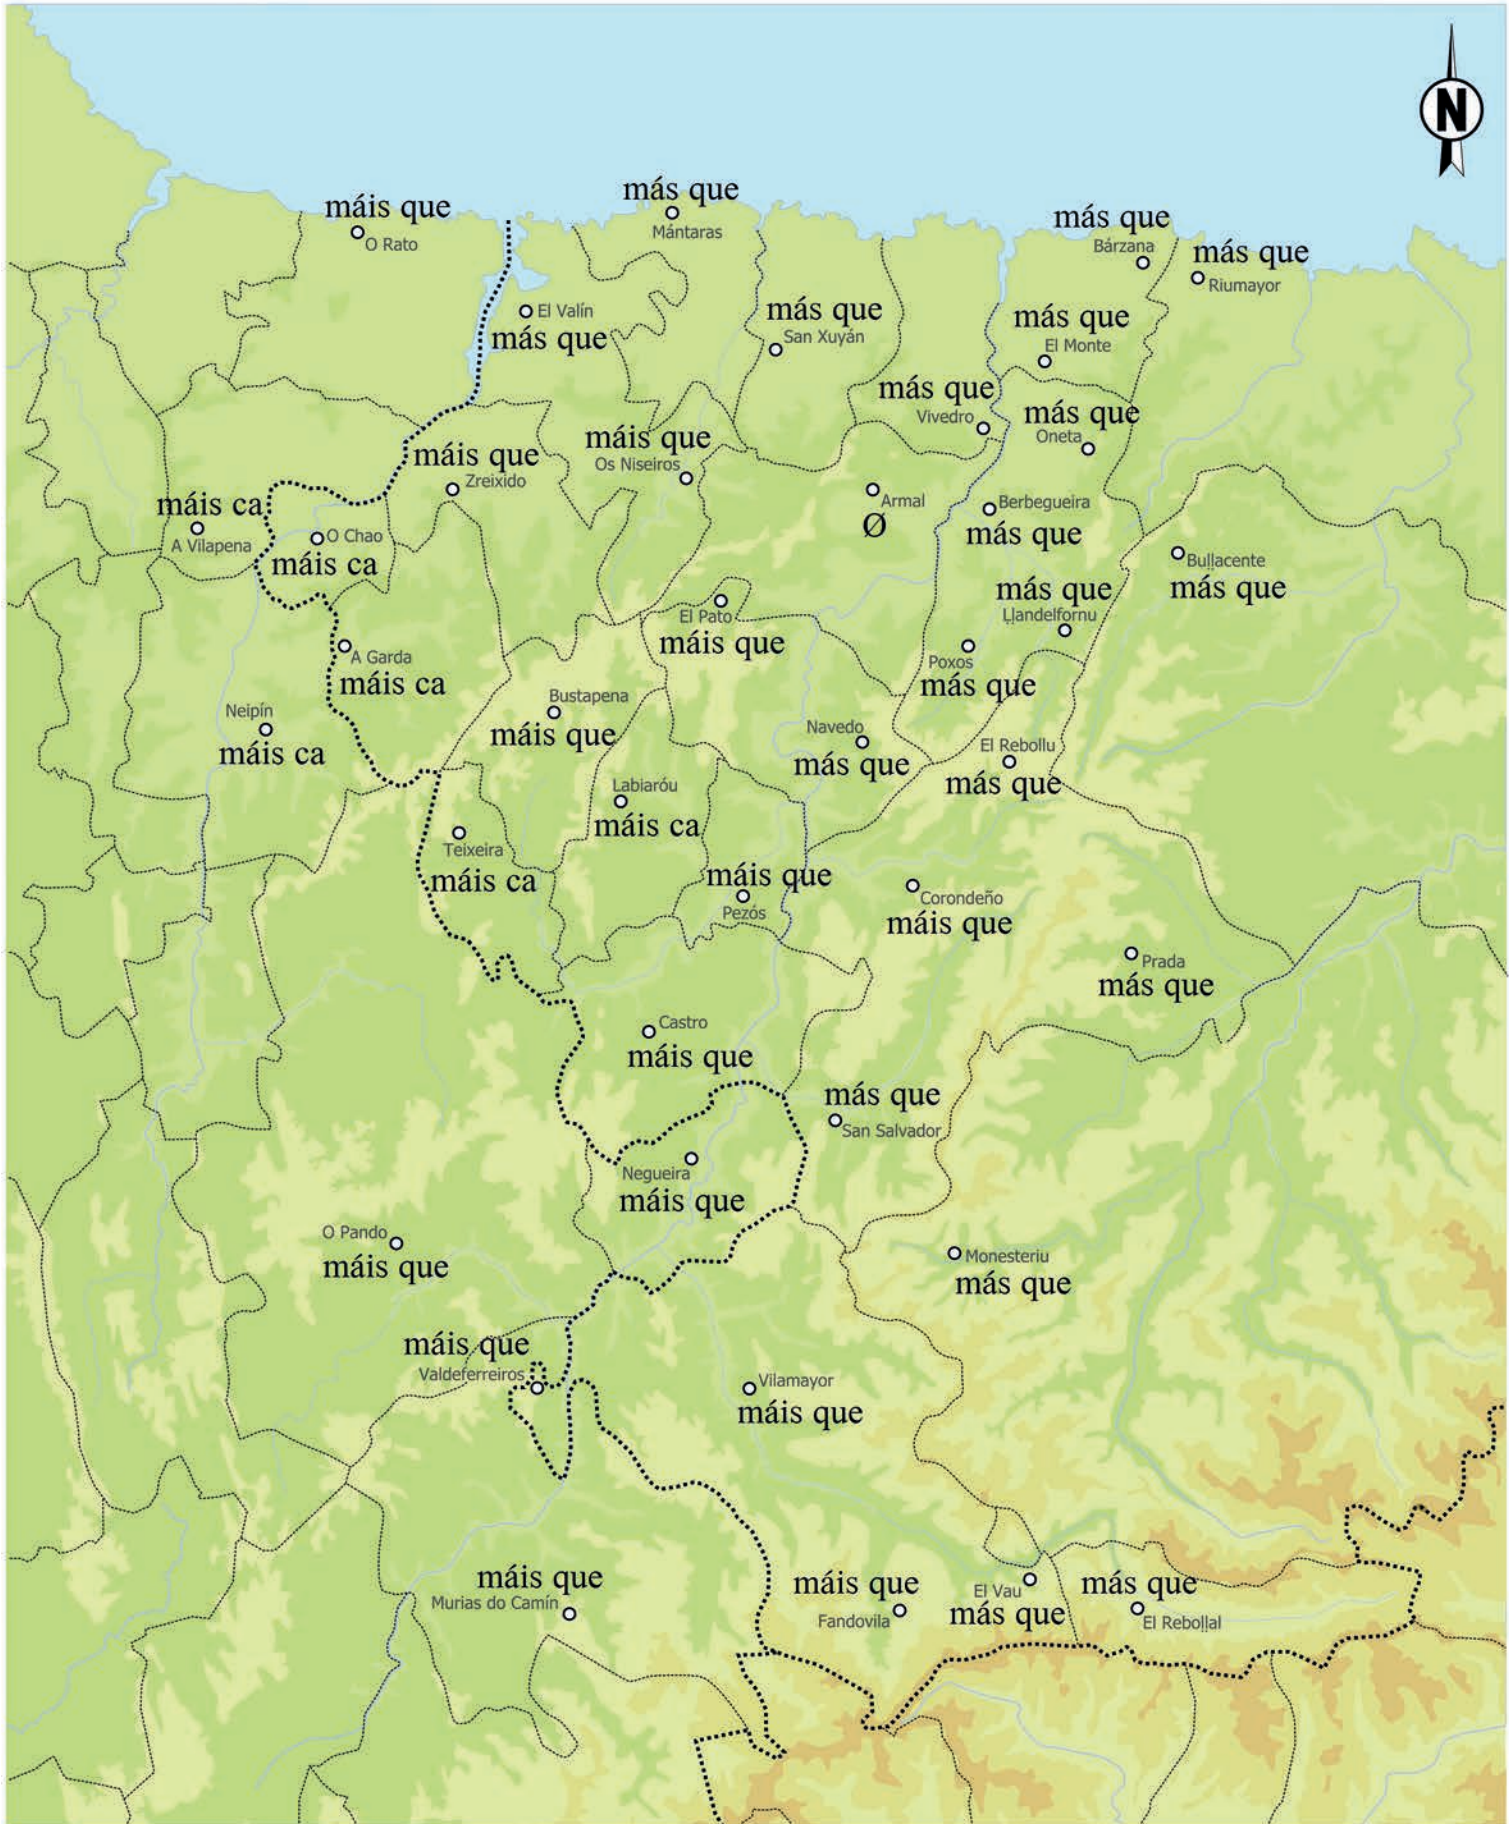 N
más que
Mántaras
máis que
O Rato
más que
Bárzana
más que
Riumayor
El Valín
más que
más que
San Xuyán
más que
El Monte
más que
Vivedro
más que
Oneta
máis que
Os Niseiros
máis que
Zreixido
Armal
Ø
máis ca
A Vilapena
Berbegueira
más que
O Chao
máis ca
Buḷḷacente
más que
más que
Ḷḷandelfornu
El Pato
máis que
A Garda
máis ca
Poxos
más que
Bustapena
máis que
Neipín
máis ca
Navedo
más que
El Rebollu
más que
Labiaróu
máis ca
Teixeira
máis ca
máis que
Pezós
Corondeño
máis que
Prada
más que
Castro
máis que
más que
San Salvador
Negueira
máis que
O Pando
máis que
Monesteriu
más que
máis que
Valdeferreiros
Vilamayor
máis que
máis que
Murias do Camín
máis que
Fandovila
El Vau
más que
más que
El Reboḷḷal